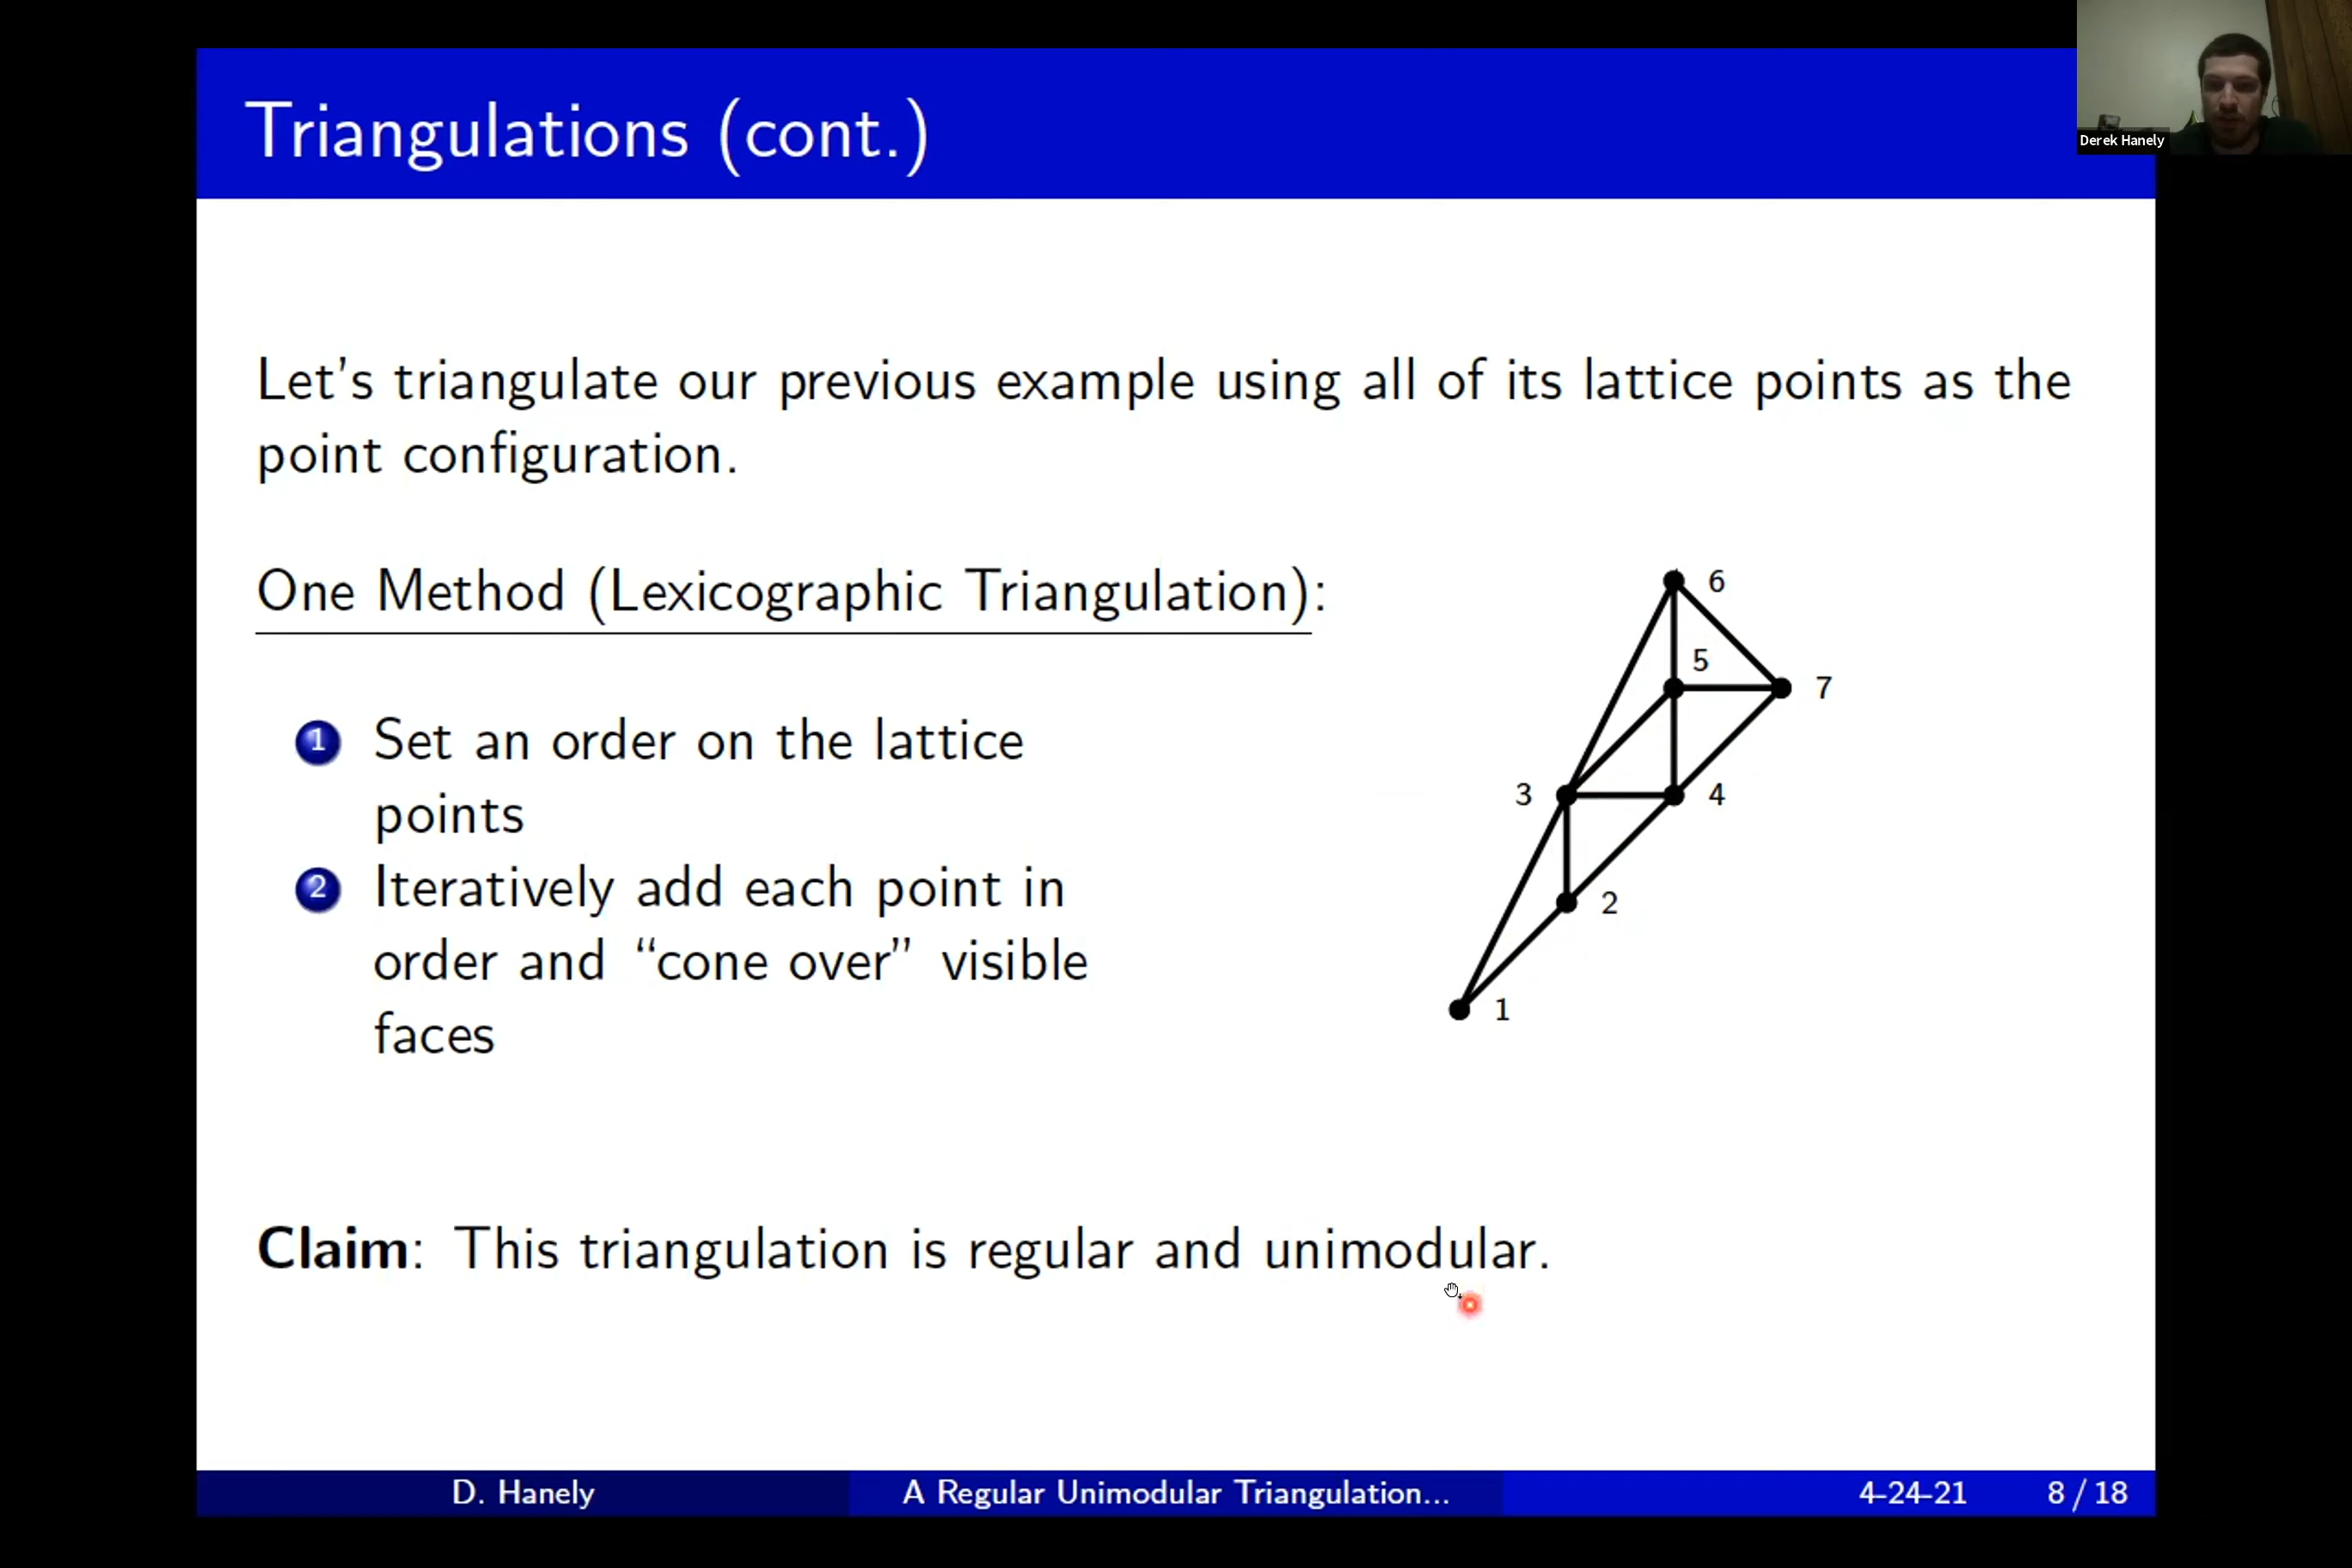 Triangulations (cont.)
Derek Hanely
Let's triangulate our previous example using all of its lattice points as the
point configuration.
One Method (Lexicographic Triangulation):
1 Set an order on the lattice
points
2 Iteratively add each point in
order and “cone over” visible
faces
6
5
7
3
4
2
1
Claim: This triangulation is regular and unimodular.
D. Hanely
A Regular Unimodular Triangulation...
4-24-21
8 / 18